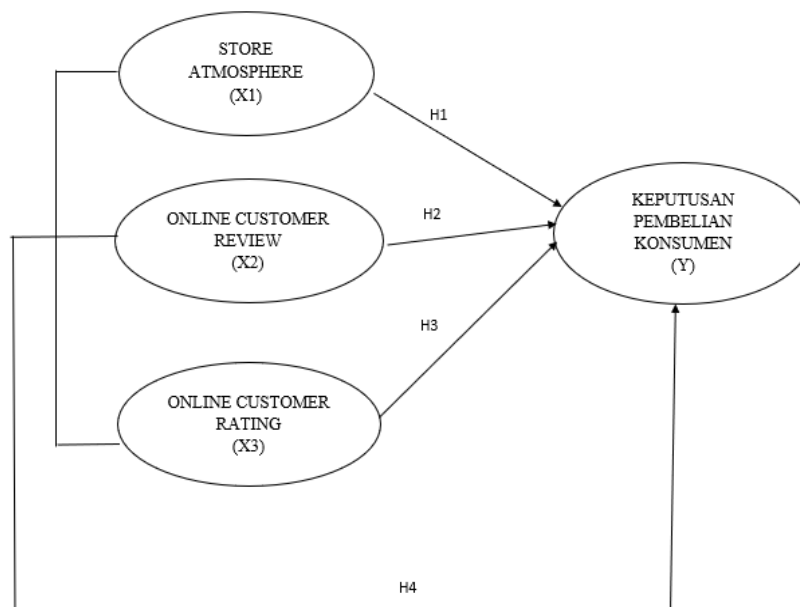 STORE
ATMOSPHERE
(X1)
H1
ONLINE CUSTOMER
REVIEW
(X2)
H2
KEPUTUSAN
PEMBELIAN
KONSUMEN
(Y)
H3
ONLINE CUSTOMER
RATING
(X3)
H4